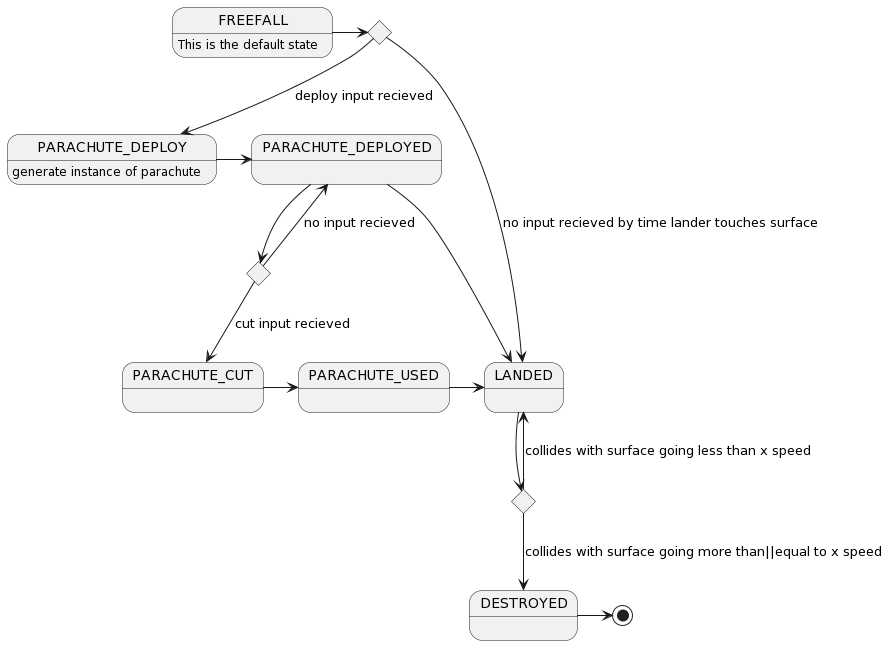 FREEFALL
This is the default state
deploy input recieved
PARACHUTE_DEPLOY
generate instance of parachute
PARACHUTE_DEPLOYED
no input recieved
no input recieved by time lander touches surface
cut input recieved
PARACHUTE_CUT
PARACHUTE_USED
LANDED
collides with surface going less than x speed
collides with surface going more than||equal to x speed
DESTROYED